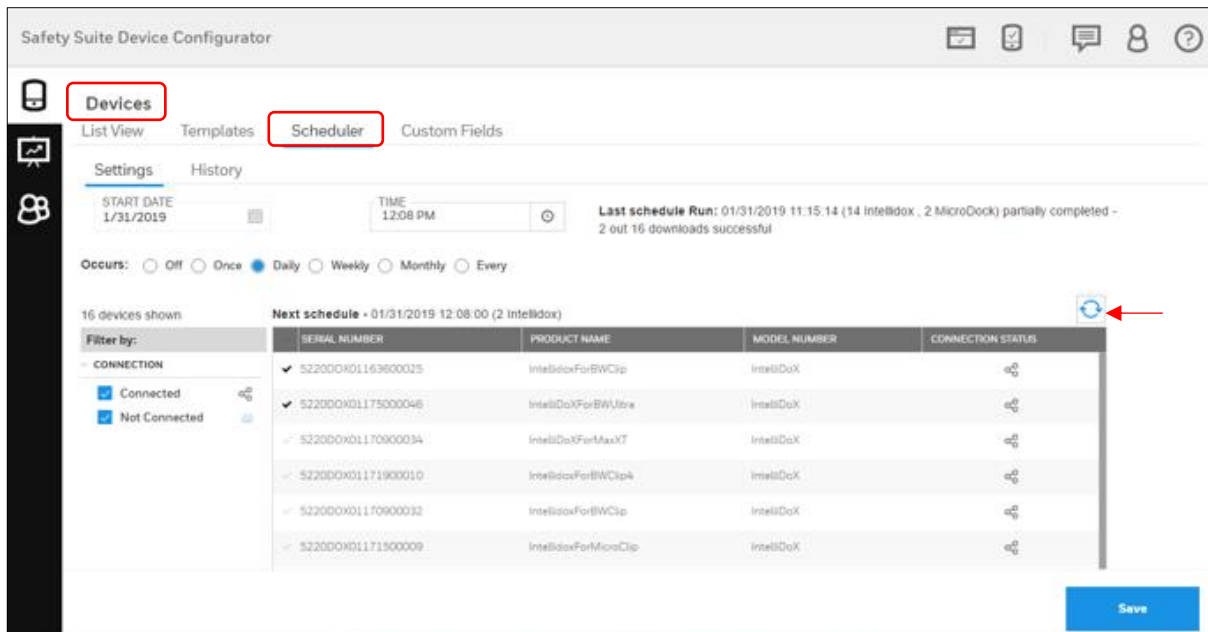 Safety Suite Device Configurator
Devices
List View Templates Scheduler Custom Fields
Settings History
START DATE
1/31/2019
TIME
12:08 PM
Last schedule Run: 01/31/2019 11:15:14 (14 Intellidox , 2 MicroDock) partially completed -
2 out 16 downloads successful
Occurs: Off Once Daily Weekly Monthly Every
16 devices shown
Next schedule - 01/31/2019 12:08:00 (2 Intellidox)
Filter by:
SERIAL NUMBER PRODUCT NAME MODEL NUMBER CONNECTION STATUS
CONNECTION
Connected
Not Connected
5220DOX01163600025 IntellidoxForBWClip IntelliDoX
5220DOX01175000046 IntelliDoXForBWUltra IntelliDoX
5220DOX01170900034 IntelliDoXForMaxXT IntelliDoX
5220DOX01171900010 IntellidoxForBWClip4 IntelliDoX
5220DOX01170900032 IntellidoxForBWClip IntelliDoX
5220DOX01171500009 IntellidoxForMicroClip IntelliDoX
Save